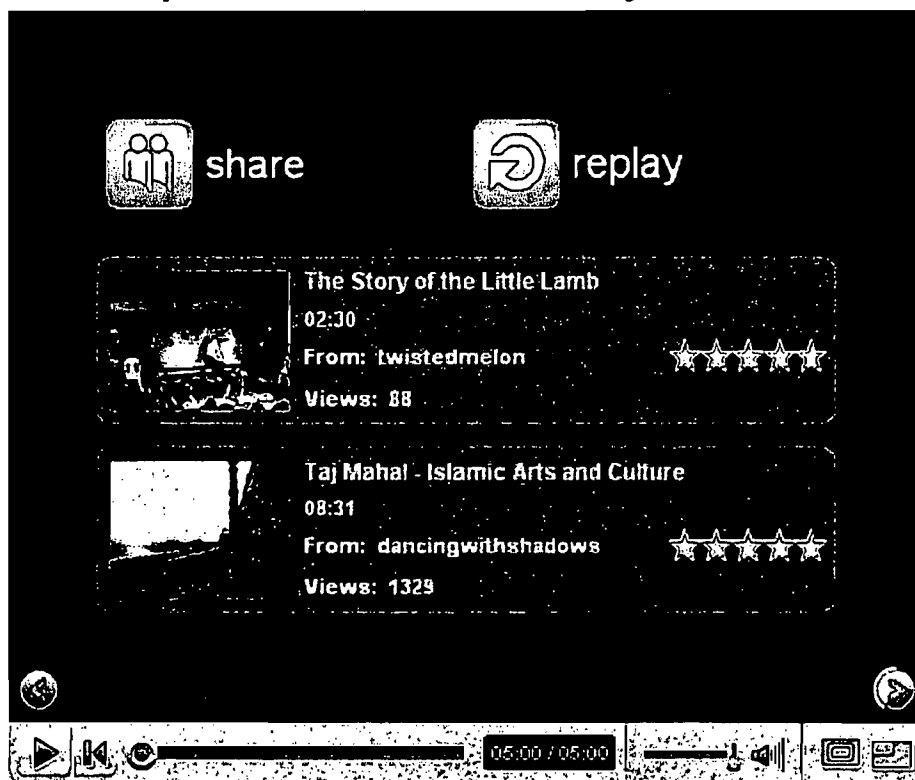 share
replay
The Story of the Little Lamb
02:30
From: twistedmelon
Views: 88
Taj Mahal - Islamic Arts and Culture
08:31
From: dancingwithshadows
Views: 1329
05:00 / 05:00